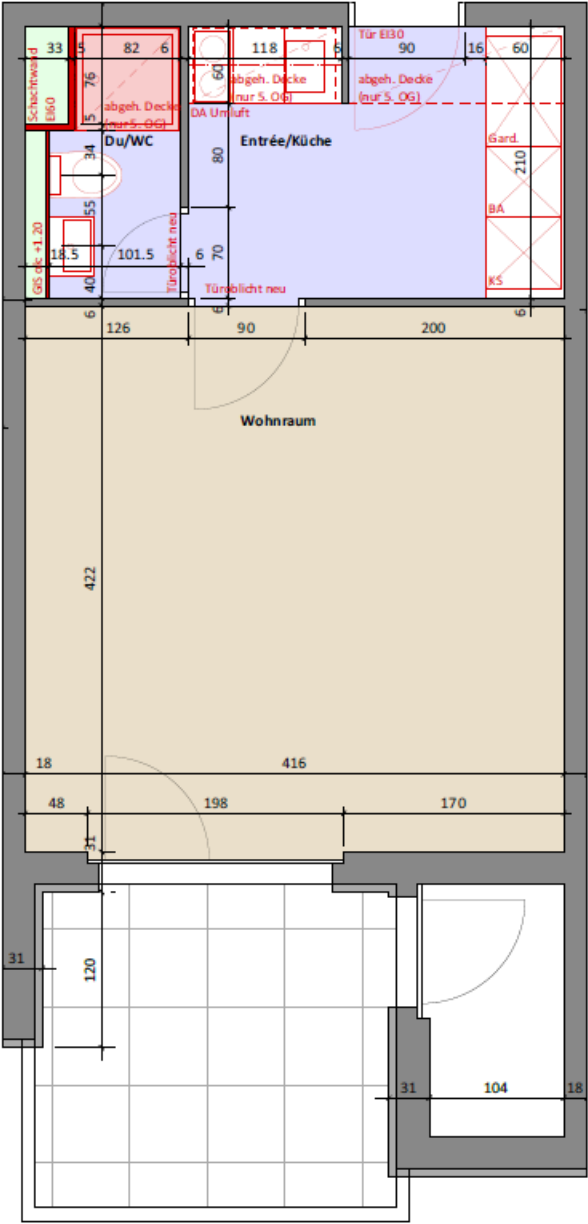 Tür EI30
33 5 82 6 118 6 90 16 60
Schachtwand
EI60
76
60
abgeh. Decke
(nur 5. OG)
abgeh. Decke
(nur 5. OG)
abgeh. Decke
(nur 5. OG)
DA Umluft
5
Du/WC
Entrée/Küche
Gard.
34
80
210
BA
55
GIS
+1.20
18.5 101.5 6
Türoblicht neu
70
KS
40
Türoblicht neu
6
6
6
126 90 200
Wohnraum
422
18 416
48 198 170
31
31
120
31 104 18